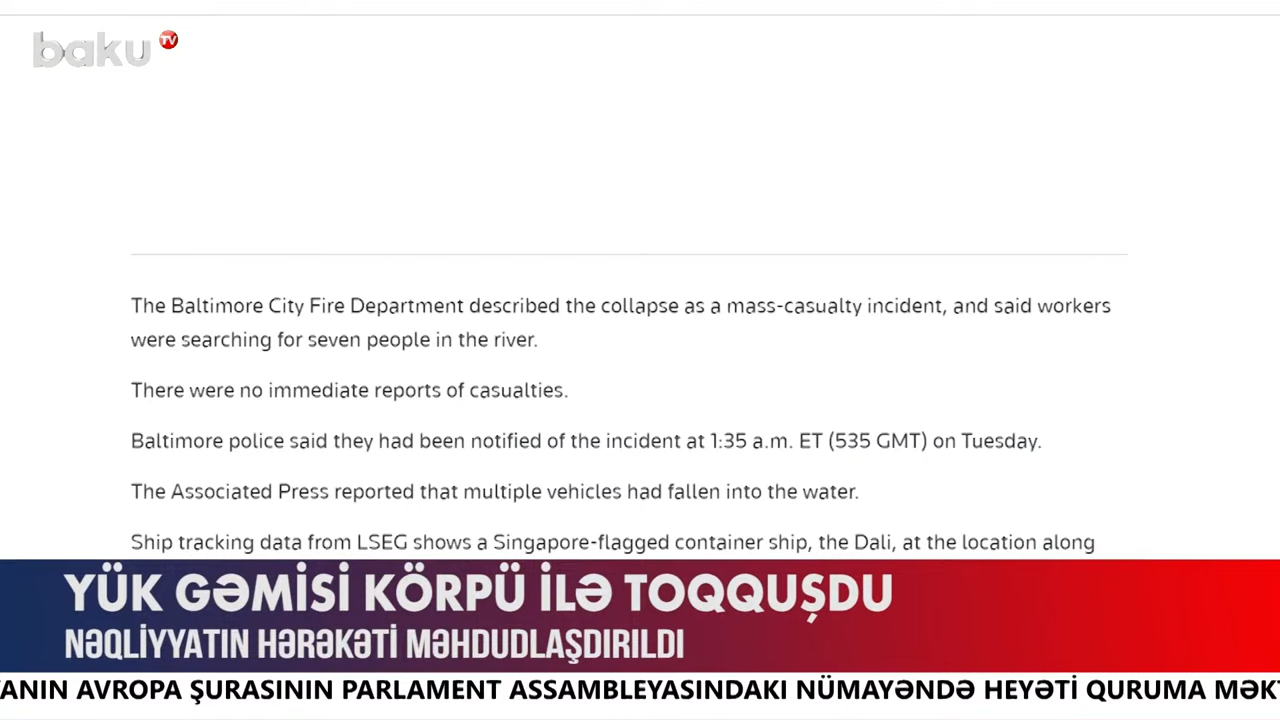 baku TV
The Baltimore City Fire Department described the collapse as a mass-casualty incident, and said workers
were searching for seven people in the river.
There were no immediate reports of casualties.
Baltimore police said they had been notified of the incident at 1:35 a.m. ET (535 GMT) on Tuesday.
The Associated Press reported that multiple vehicles had fallen into the water.
Ship tracking data from LSEG shows a Singapore-flagged container ship, the Dali, at the location along
YÜK GƏMİSİ KÖRPÜ İLƏ TOQQUŞDU
NƏQLİYYATIN HƏRƏKƏTİ MƏHDUDLAŞDIRILDI
AVROPA ŞURASININ PARLAMENT ASSAMBLEYASINDAKI NÜMAYƏNDƏ HEYƏTİ QURUMA